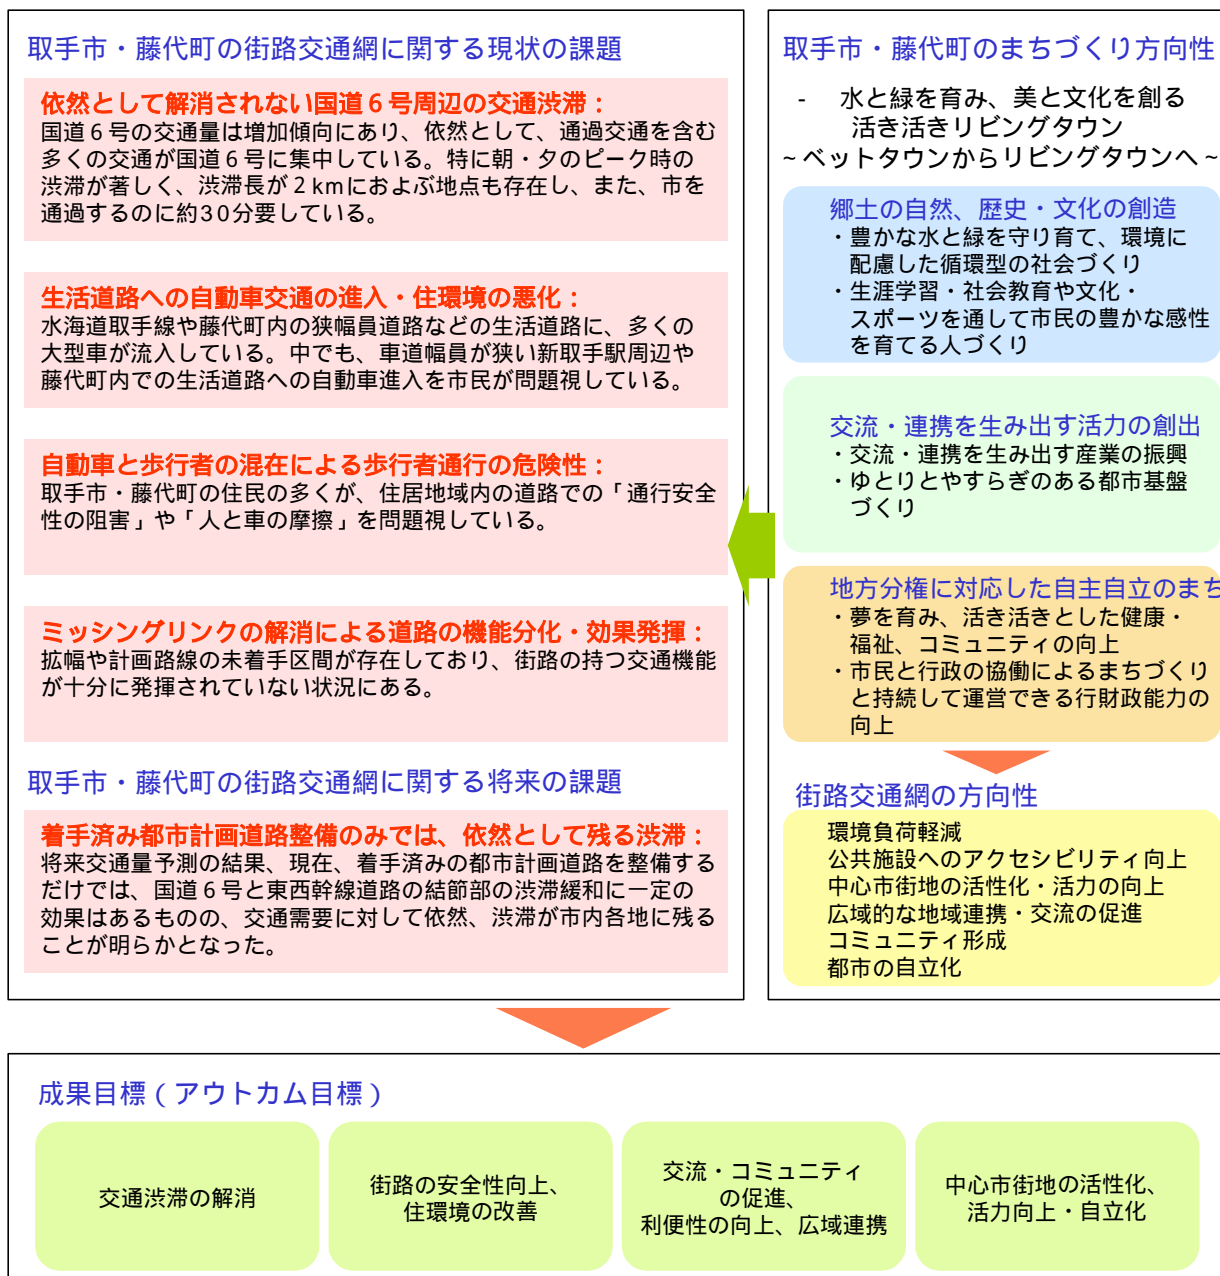 取手市・藤代町の街路交通網に関する現状の課題
依然として解消されない国道６号周辺の交通渋滞：
国道６号の交通量は増加傾向にあり、依然として、通過交通を含む
多くの交通が国道６号に集中している。特に朝・夕のピーク時の
渋滞が著しく、渋滞長が２kmにおよぶ地点も存在し、また、市を
通過するのに約30分要している。
生活道路への自動車交通の進入・住環境の悪化：
水海道取手線や藤代町内の狭幅員道路などの生活道路に、多くの
大型車が流入している。中でも、車道幅員が狭い新取手駅周辺や
藤代町内での生活道路への自動車進入を市民が問題視している。
自動車と歩行者の混在による歩行者通行の危険性：
取手市・藤代町の住民の多くが、住居地域内の道路での「通行安全
性の阻害」や「人と車の摩擦」を問題視している。
ミッシングリンクの解消による道路の機能分化・効果発揮：
拡幅や計画路線の未着手区間が存在しており、街路の持つ交通機能
が十分に発揮されていない状況にある。
取手市・藤代町の街路交通網に関する将来の課題
着手済み都市計画道路整備のみでは、依然として残る渋滞：
将来交通量予測の結果、現在、着手済みの都市計画道路を整備する
だけでは、国道６号と東西幹線道路の結節部の渋滞緩和に一定の
効果はあるものの、交通需要に対して依然、渋滞が市内各地に残る
ことが明らかとなった。
取手市・藤代町のまちづくり方向性
- 水と緑を育み、美と文化を創る
活き活きリビングタウン
~ベットタウンからリビングタウンへ~
郷土の自然、歴史・文化の創造
・豊かな水と緑を守り育て、環境に
配慮した循環型の社会づくり
・生涯学習・社会教育や文化・
スポーツを通して市民の豊かな感性
を育てる人づくり
交流・連携を生み出す活力の創出
・交流・連携を生み出す産業の振興
・ゆとりとやすらぎのある都市基盤
づくり
地方分権に対応した自主自立のまち
・夢を育み、活き活きとした健康・
福祉、コミュニティの向上
・市民と行政の協働によるまちづくり
と持続して運営できる行財政能力の
向上
街路交通網の方向性
環境負荷軽減
公共施設へのアクセシビリティ向上
中心市街地の活性化・活力の向上
広域的な地域連携・交流の促進
コミュニティ形成
都市の自立化
成果目標（アウトカム目標）
交通渋滞の解消
街路の安全性向上、
住環境の改善
交流・コミュニティ
の促進、
利便性の向上、広域連携
中心市街地の活性化、
活力向上・自立化